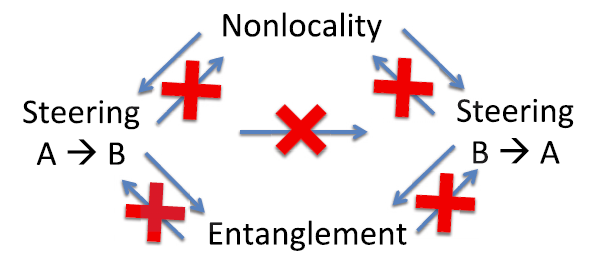 Nonlocality
Steering
A → B
Steering
B → A
Entanglement